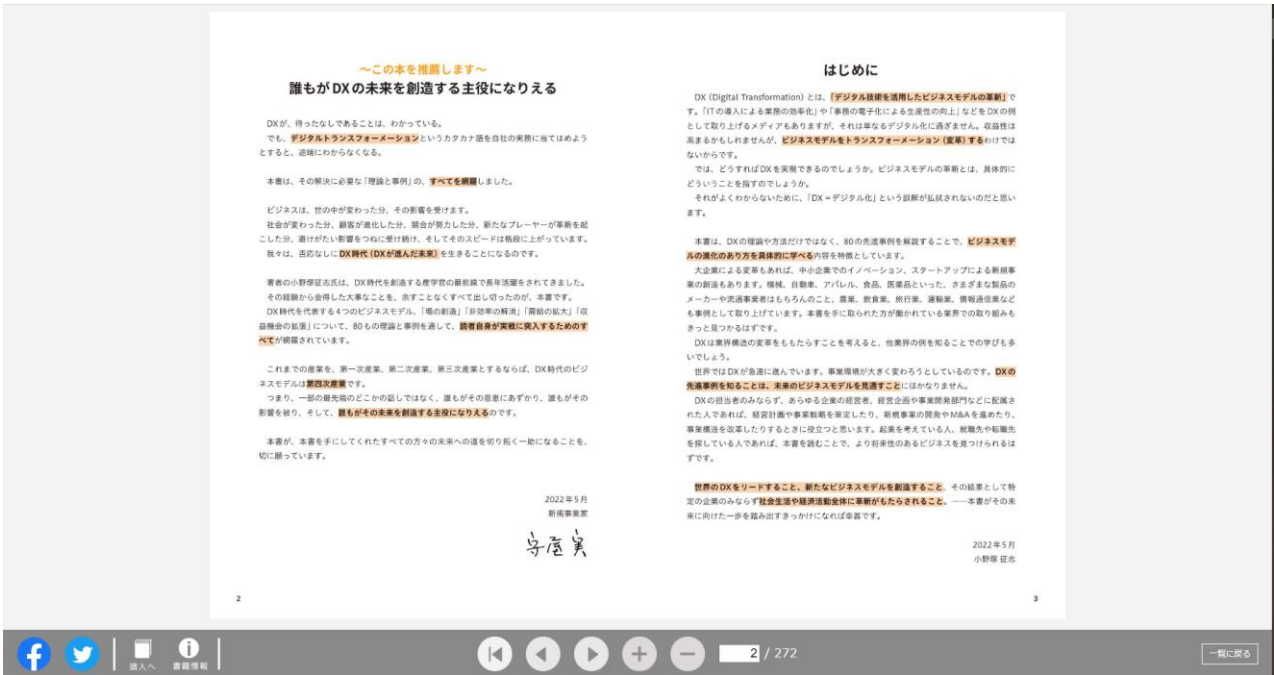 ～この本を推薦します～
誰もがDXの未来を創造する主役になりえる
DXが、待ったなしであることは、わかっている。
でも、デジタルトランスフォーメーションというカタカナ語を自社の実務に当てはめよう
とすると、途端にわからなくなる。
本書は、その解決に必要な「理論と事例」の、すべてを網羅しました。
ビジネスは、世の中が変わった分、その影響を受けます。
社会が変わった分、顧客が進化した分、競合が努力した分、新たなプレーヤーが革新を起
こした分、避けがたい影響をつねに受け続け、そしてそのスピードは格段に上がっています。
我々は、否応なしにDX時代（DXが進んだ未来）を生きることになるのです。
著者の小野塚征志氏は、DX時代を創造する産学官の最前線で長年活躍をされてきました。
その経験から会得した大事なことを、余すことなくすべて出し切ったのが、本書です。
DX時代を代表する4つのビジネスモデル、「場の創造」「非効率の解消」「需給の拡大」「収
益機会の拡張」について、80もの理論と事例を通して、読者自身が実戦に突入するためのす
べてが網羅されています。
これまでの産業を、第一次産業、第二次産業、第三次産業とするならば、DX時代のビジ
ネスモデルは第四次産業です。
つまり、一部の最先端のどこかの話しではなく、誰もがその恩恵にあずかり、誰もがその
影響を被り、そして、誰もがその未来を創造する主役になりえるのです。
本書が、本書を手にしてくれたすべての方々の未来への道を切り拓く一助になることを、
切に願っています。
2022年5月
新規事業家
守屋 実
2
はじめに
DX（Digital Transformation）とは、「デジタル技術を活用したビジネスモデルの革新」で
す。「ITの導入による業務の効率化」や「事務の電子化による生産性の向上」などをDXの例
として取り上げるメディアもありますが、それは単なるデジタル化に過ぎません。収益性は
高まるかもしれませんが、ビジネスモデルをトランスフォーメーション（変革）するわけでは
ないからです。
では、どうすればDXを実現できるのでしょうか。ビジネスモデルの革新とは、具体的に
どういうことを指すのでしょうか。
それがよくわからないために、「DX＝デジタル化」という誤解が払拭されないのだと思い
ます。
本書は、DXの理論や方法だけではなく、80の先進事例を解説することで、ビジネスモデ
ルの進化のあり方を具体的に学べる内容を特徴としています。
大企業による変革もあれば、中小企業でのイノベーション、スタートアップによる新規事
業の創造もあります。機械、自動車、アパレル、食品、医薬品といった、さまざまな製品の
メーカーや流通事業者はもちろんのこと、農業、飲食業、旅行業、運輸業、情報通信業など
も事例として取り上げています。本書を手に取られた方が働かれている業界での取り組みも
きっと見つかるはずです。
DXは業界構造の変革をももたらすことを考えると、他業界の例を知ることでの学びも多
いでしょう。
世界ではDXが急速に進んでいます。事業環境が大きく変わろうとしているのです。DXの
先進事例を知ることは、未来のビジネスモデルを見通すことにほかなりません。
DXの担当者のみならず、あらゆる企業の経営者、経営企画や事業開発部門などに配属さ
れた人であれば、経営計画や事業戦略を策定したり、新規事業の開発やM&Aを進めたり、
事業構造を改革したりするときに役立つと思います。起業を考えている人、就職先や転職先
を探している人であれば、本書を読むことで、より将来性のあるビジネスを見つけられるは
ずです。
世界のDXをリードすること、新たなビジネスモデルを創造すること、その結果として特
定の企業のみならず社会生活や経済活動全体に革新がもたらされること。――本書がその未
来に向けた一歩を踏み出すきっかけになれば幸甚です。
2022年5月
小野塚 征志
3
購入へ
書籍情報
2 / 272
一覧に戻る